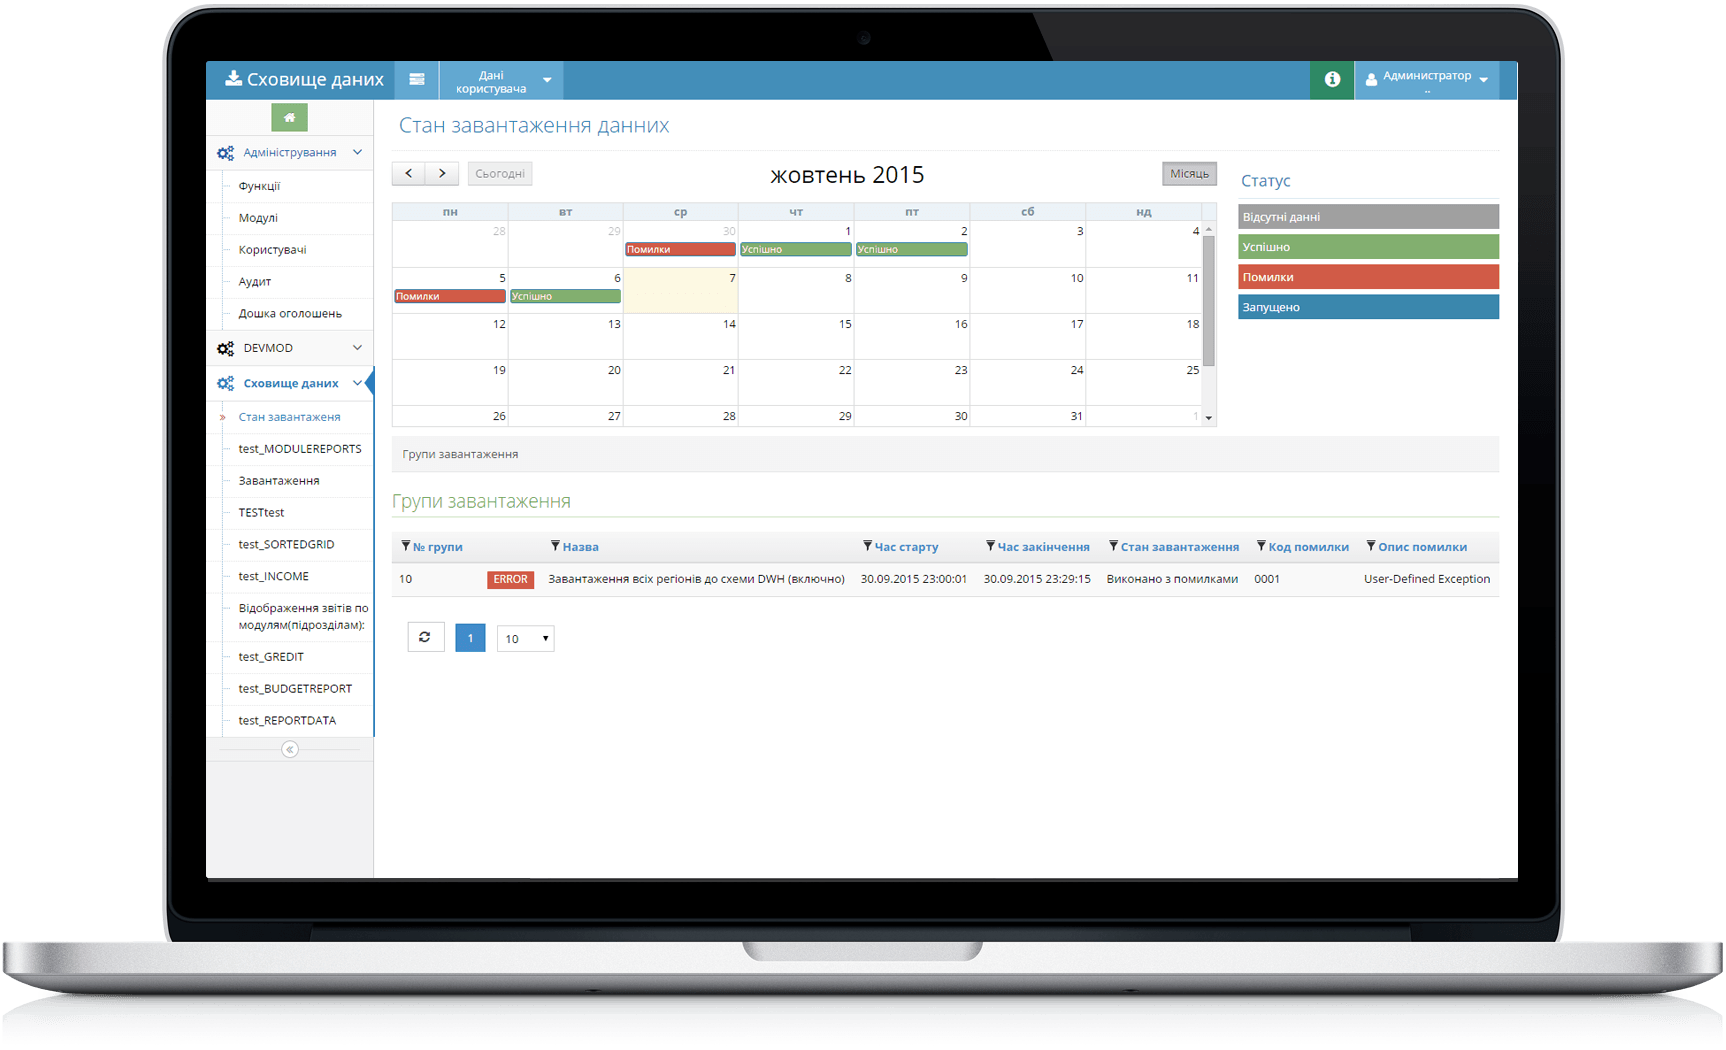 Сховище даних
Дані
користувача
Администратор
..
Адміністрування
Функції
Модулі
Користувачі
Аудит
Дошка оголошень
DEVMOD
Сховище даних
Стан завантаженя
test_MODULEREPORTS
Завантаження
TESTtest
test_SORTEDGRID
test_INCOME
Відображення звітів по
модулям(підрозділам):
test_GREDIT
test_BUDGETREPORT
test_REPORTDATA
Стан завантаження данних
Сьогодні
жовтень 2015
Місяць
пн вт ср чт пт сб нд
28 29 30 1 2 3 4
Помилки Успішно Успішно
5 6 7 8 9 10 11
Помилки Успішно
12 13 14 15 16 17 18
19 20 21 22 23 24 25
26 27 28 29 30 31 1
Статус
Відсутні данні
Успішно
Помилки
Запущено
Групи завантаження
Групи завантаження
№ групи Назва Час старту Час закінчення Стан завантаження Код помилки Опис помилки
10 ERROR Завантаження всіх регіонів до схеми DWH (включно) 30.09.2015 23:00:01 30.09.2015 23:29:15 Виконано з помилками 0001 User-Defined Exception
1 10